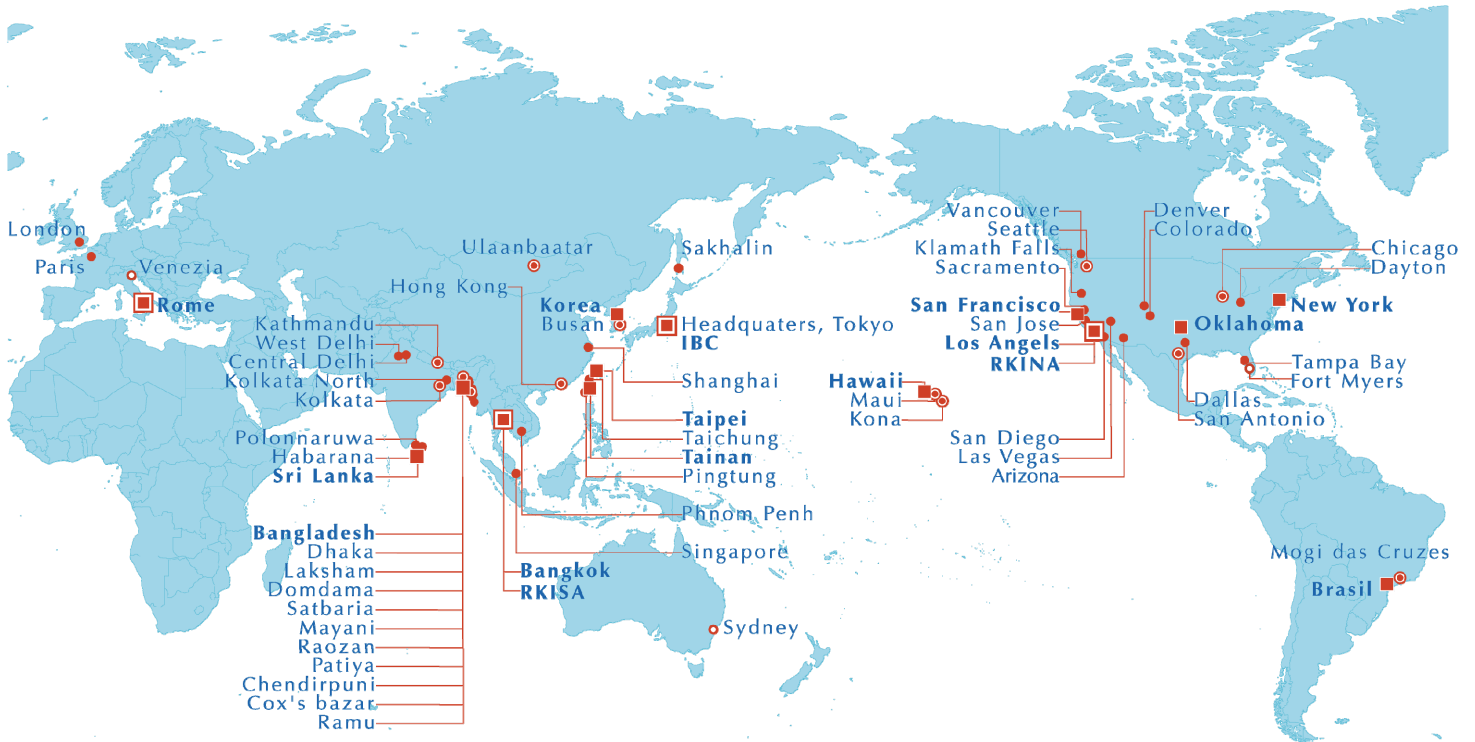 London
Paris
Venezia
Rome
Ulaanbaatar
Sakhalin
Hong Kong
Korea
Busan
Headquaters, Tokyo
IBC
Kathmandu
West Delhi
Central Delhi
Kolkata North
Kolkata
Polonnaruwa
Habarana
Sri Lanka
Shanghai
Taipei
Taichung
Tainan
Pingtung
Phnom Penh
Singapore
Bangkok
RKISA
Bangladesh
Dhaka
Laksham
Domdama
Satbaria
Mayani
Raozan
Patiya
Chendirpuni
Cox's bazar
Ramu
Sydney
Vancouver
Seattle
Klamath Falls
Sacramento
San Francisco
San Jose
Los Angels
RKINA
Hawaii
Maui
Kona
San Diego
Las Vegas
Arizona
Denver
Colorado
Chicago
Dayton
New York
Oklahoma
Tampa Bay
Fort Myers
Dallas
San Antonio
Mogi das Cruzes
Brasil